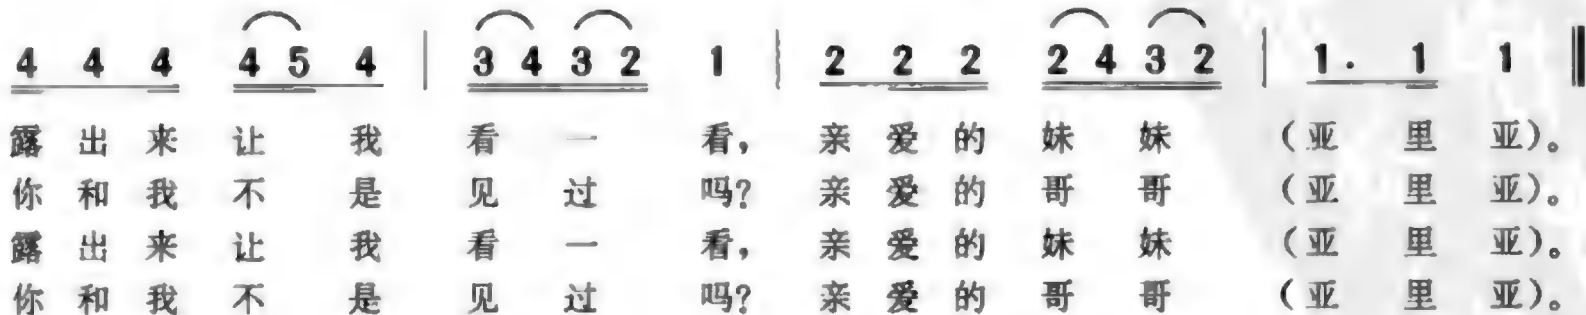 4 4 4 4 5 4 | 3 4 3 2 1 | 2 2 2 2 4 3 2 | 1. 1 1 ‖
露出来让我看一看，亲爱的妹妹（亚里亚）。
你和我不是见过吗？亲爱的哥哥（亚里亚）。
露出来让我看一看，亲爱的妹妹（亚里亚）。
你和我不是见过吗？亲爱的哥哥（亚里亚）。